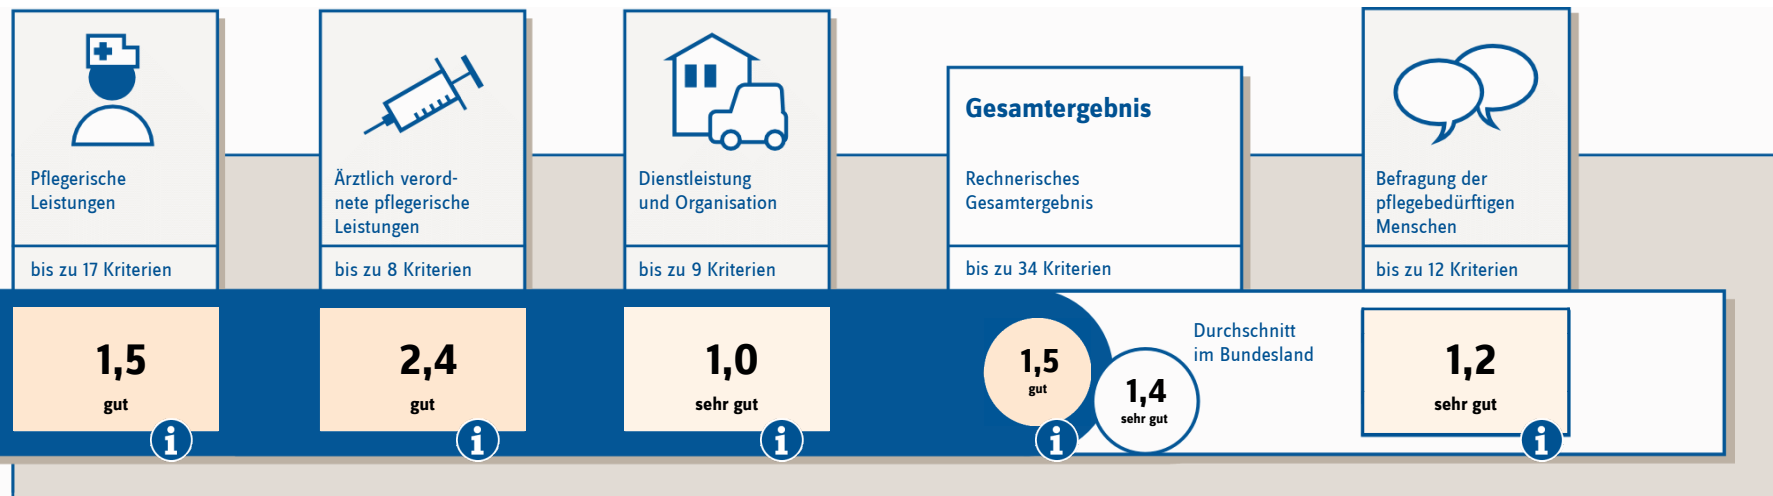 Pflegerische
Leistungen
bis zu 17 Kriterien
1,5
gut
i
Ärztlich verord-
nete pflegerische
Leistungen
bis zu 8 Kriterien
2,4
gut
i
Dienstleistung
und Organisation
bis zu 9 Kriterien
1,0
sehr gut
i
Gesamtergebnis
Rechnerisches
Gesamtergebnis
bis zu 34 Kriterien
1,5
gut
i
1,4
sehr gut
Durchschnitt
im Bundesland
Befragung der
pflegebedürftigen
Menschen
bis zu 12 Kriterien
1,2
sehr gut
i